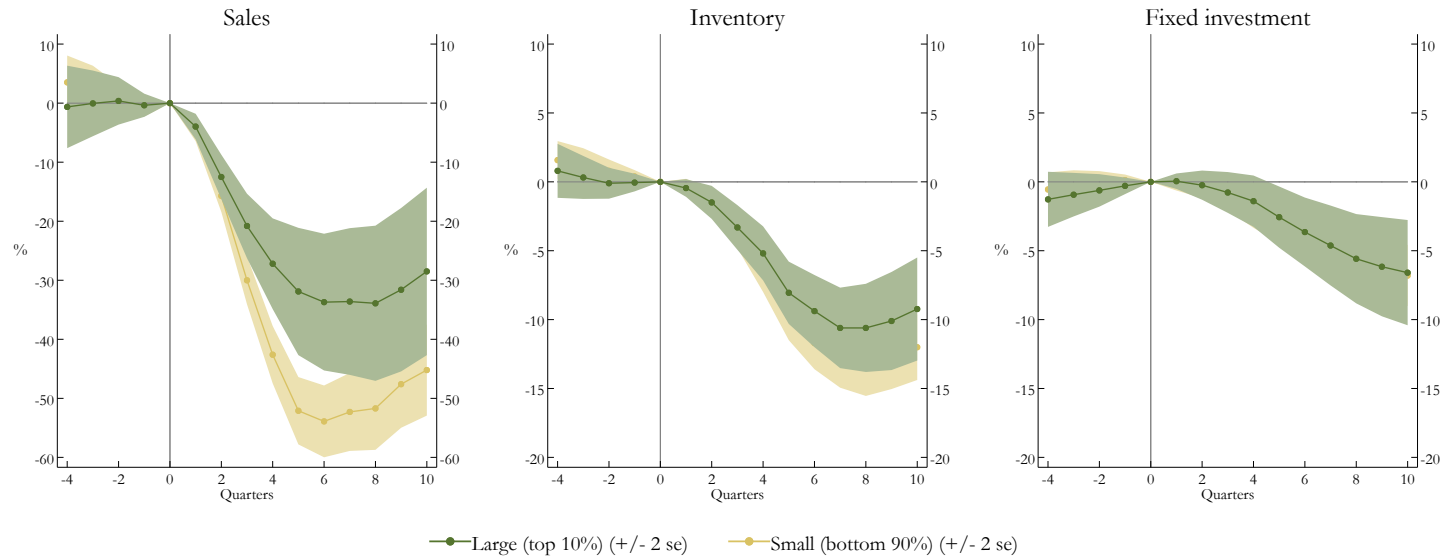 Sales
10 10
0 0
-10 -10
-20 -20
%
-30 -30
-40 -40
-50 -50
-60 -60
-4 -2 0 2 4 6 8 10
Quarters
Inventory
10 10
5 5
0 0
-5 -5
%
-10 -10
-15 -15
-20 -20
-4 -2 0 2 4 6 8 10
Quarters
Fixed investment
10 10
5 5
0 0
-5 -5
%
-10 -10
-15 -15
-20 -20
-4 -2 0 2 4 6 8 10
Quarters
Large (top 10%) (+/- 2 se) Small (bottom 90%) (+/- 2 se)